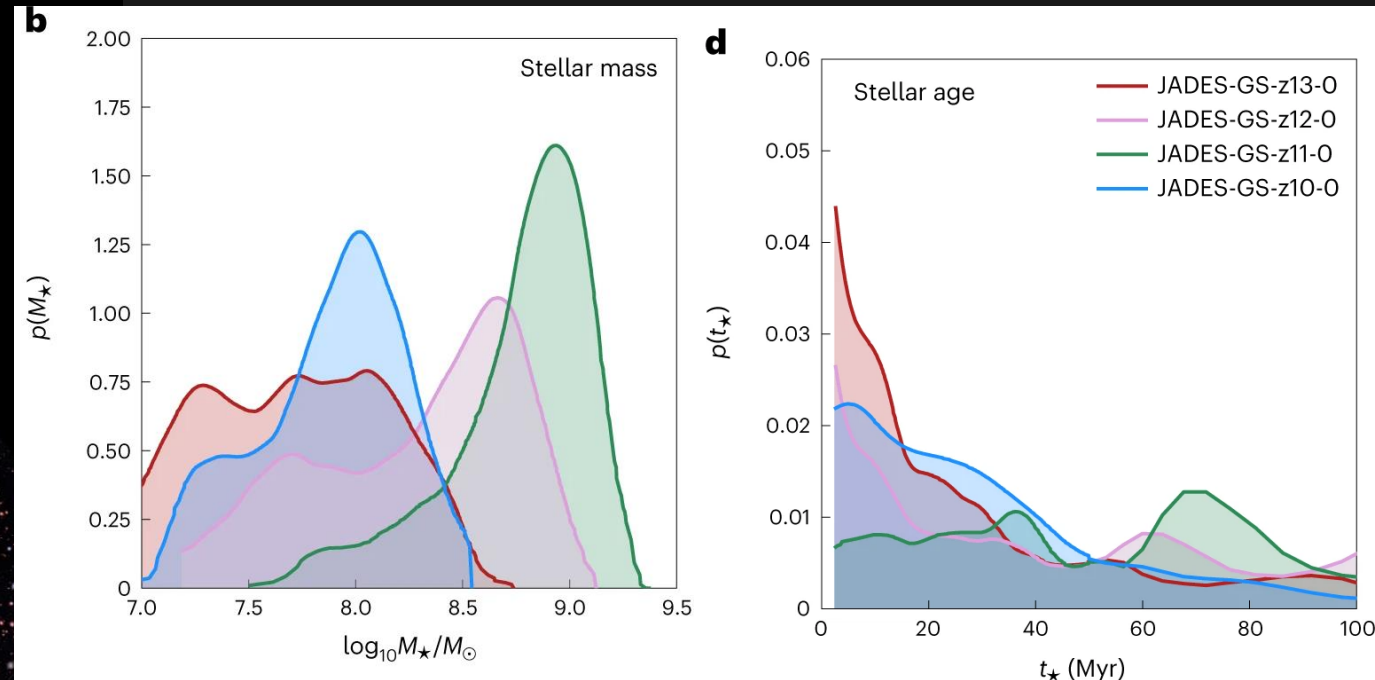 b
Stellar mass
2.00
1.75
1.50
1.25
1.00
0.75
0.50
0.25
0
p(M★)
7.0 7.5 8.0 8.5 9.0 9.5
log₁₀M★/M⊙
d
Stellar age
JADES-GS-z13-0
JADES-GS-z12-0
JADES-GS-z11-0
JADES-GS-z10-0
0.06
0.05
0.04
0.03
0.02
0.01
0
p(t★)
0 20 40 60 80 100
t★ (Myr)